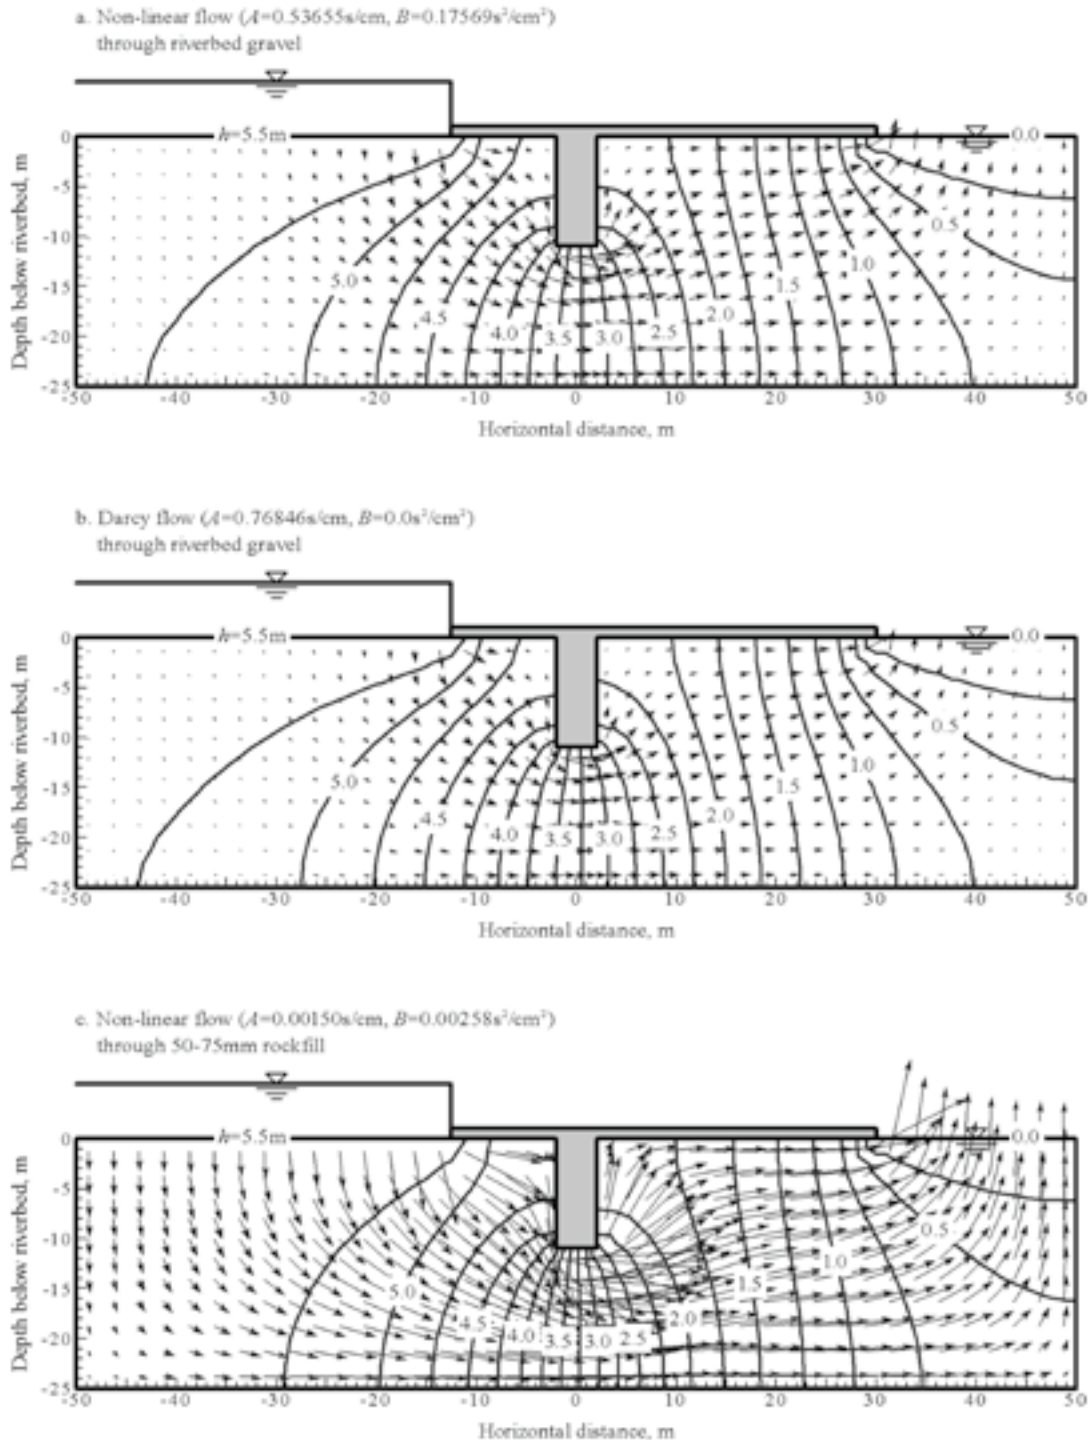 a. Non-linear flow (A=0.53655s/cm, B=0.17569s²/cm²)
through riverbed gravel
h=5.5m
0.0
0
-5
-10
-15
-20
-25
Depth below riverbed, m
5.0
4.5
4.0
3.5
3.0
2.5
2.0
1.5
1.0
0.5
-50 -40 -30 -20 -10 0 10 20 30 40 50
Horizontal distance, m
b. Darcy flow (A=0.76846s/cm, B=0.0s²/cm²)
through riverbed gravel
h=5.5m
0.0
0
-5
-10
-15
-20
-25
Depth below riverbed, m
5.0
4.5
4.0
3.5
3.0
2.5
2.0
1.5
1.0
0.5
-50 -40 -30 -20 -10 0 10 20 30 40 50
Horizontal distance, m
c. Non-linear flow (A=0.00150s/cm, B=0.00258s²/cm²)
through 50-75mm rockfill
h=5.5m
0.0
0
-5
-10
-15
-20
-25
Depth below riverbed, m
5.0
4.5
4.0
3.5
3.0
2.5
2.0
1.5
1.0
0.5
-50 -40 -30 -20 -10 0 10 20 30 40 50
Horizontal distance, m